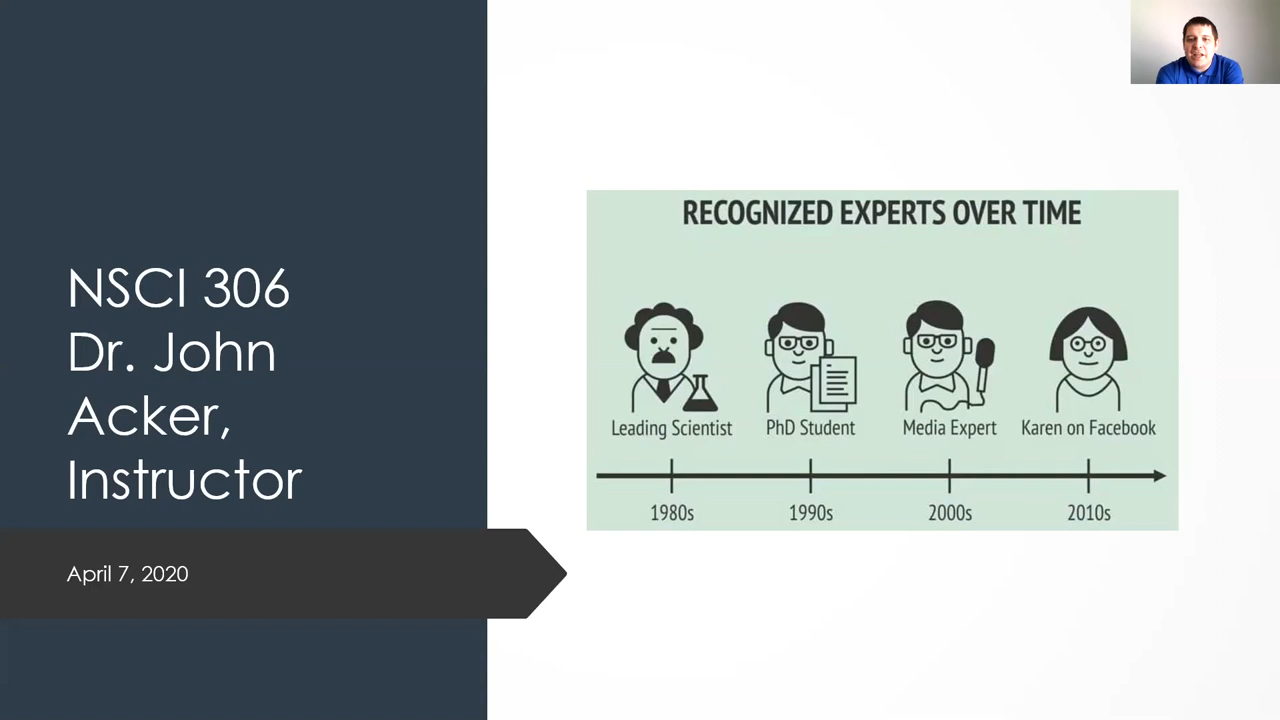 NSCI 306
Dr. John
Acker,
Instructor
April 7, 2020
RECOGNIZED EXPERTS OVER TIME
Leading Scientist PhD Student Media Expert Karen on Facebook
1980s 1990s 2000s 2010s